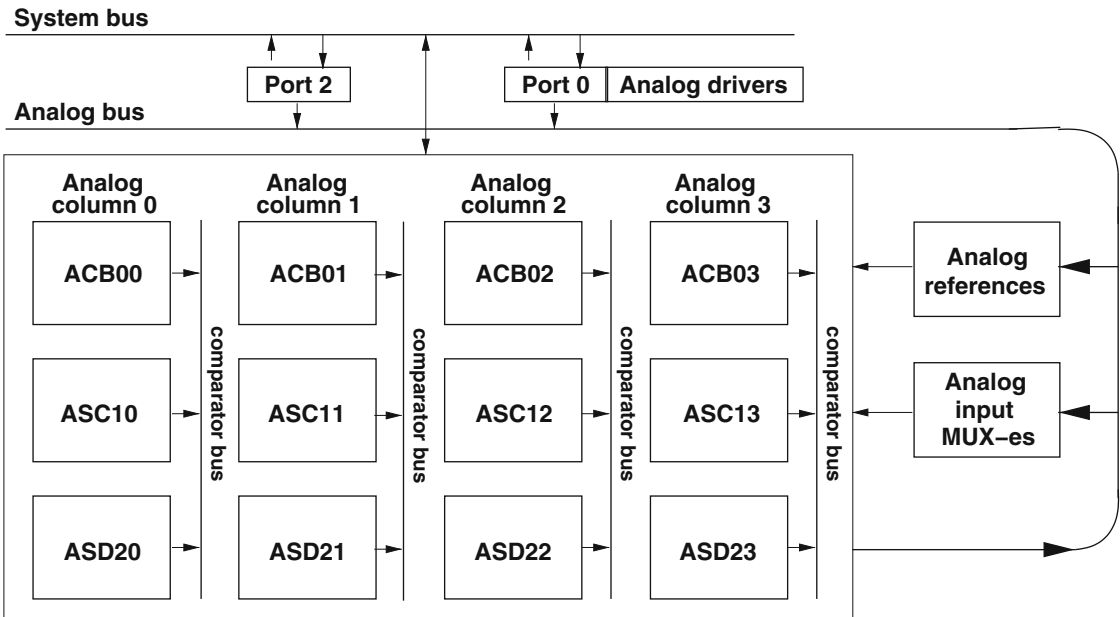 System bus
Port 2
Port 0
Analog drivers
Analog bus
Analog
column 0
Analog
column 1
Analog
column 2
Analog
column 3
ACB00
ACB01
ACB02
ACB03
Analog
references
comparator bus
comparator bus
comparator bus
comparator bus
ASC10
ASC11
ASC12
ASC13
Analog
input
MUX–es
ASD20
ASD21
ASD22
ASD23